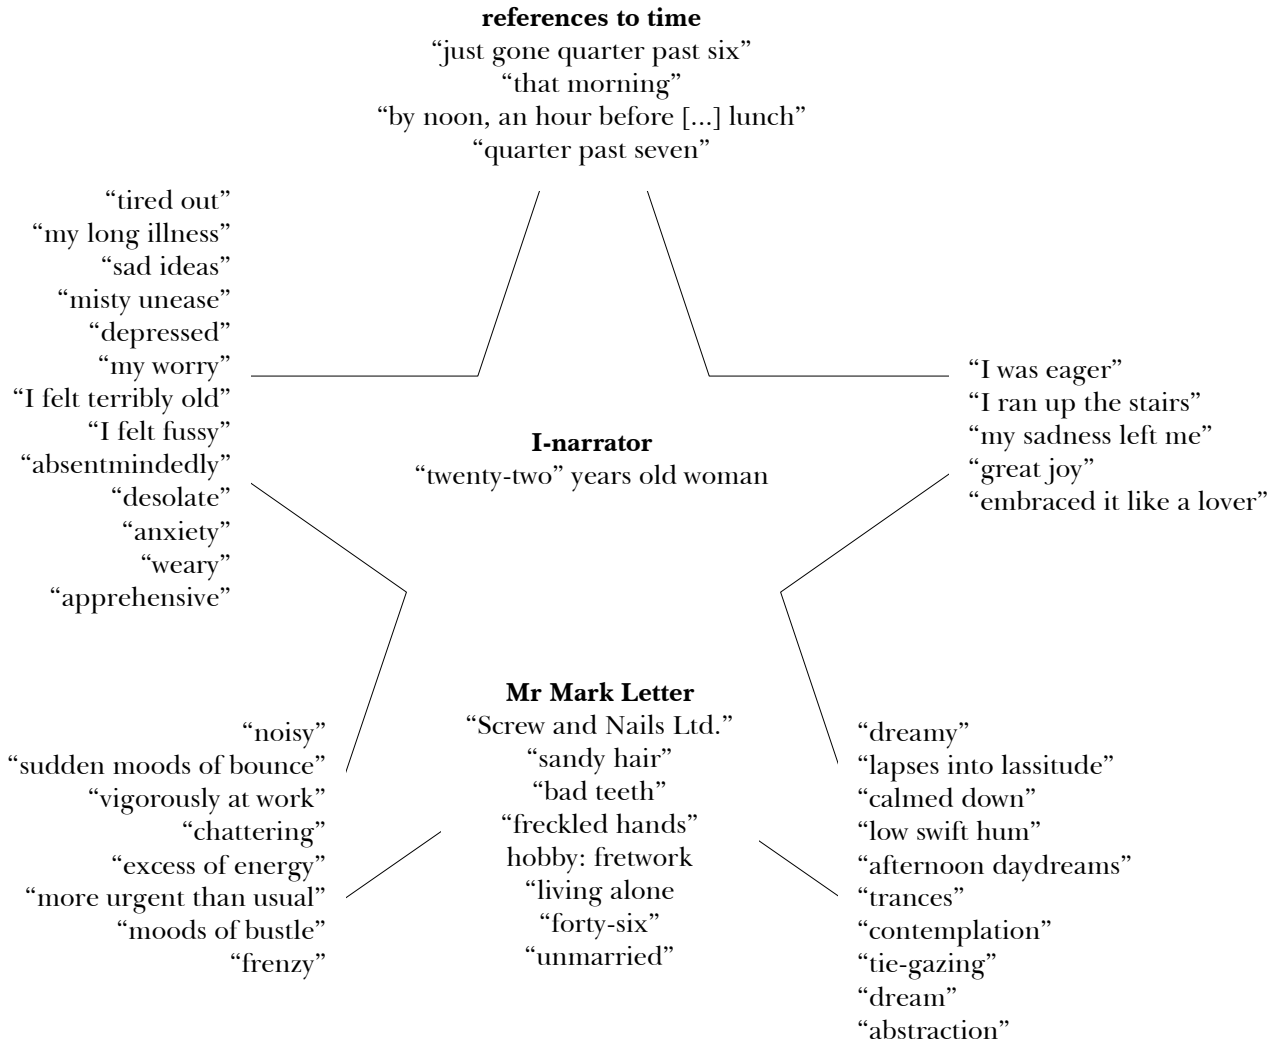 references to time
“just gone quarter past six”
“that morning”
“by noon, an hour before [...] lunch”
“quarter past seven”
“tired out”
“my long illness”
“sad ideas”
“misty unease”
“depressed”
“my worry”
“I felt terribly old”
“I felt fussy”
“absentmindedly”
“desolate”
“anxiety”
“weary”
“apprehensive”
I-narrator
“twenty-two” years old woman
“I was eager”
“I ran up the stairs”
“my sadness left me”
“great joy”
“embraced it like a lover”
“noisy”
“sudden moods of bounce”
“vigorously at work”
“chattering”
“excess of energy”
“more urgent than usual”
“moods of bustle”
“frenzy”
Mr Mark Letter
“Screw and Nails Ltd.”
“sandy hair”
“bad teeth”
“freckled hands”
hobby: fretwork
“living alone
“forty-six”
“unmarried”
“dreamy”
“lapses into lassitude”
“calmed down”
“low swift hum”
“afternoon daydreams”
“trances”
“contemplation”
“tie-gazing”
“dream”
“abstraction”